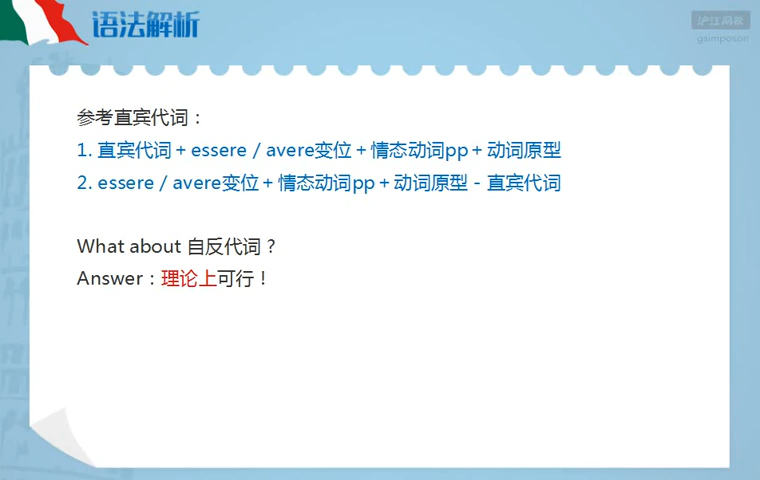 语法解析
沪江网校
gsimposon
参考直宾代词：
1. 直宾代词＋essere / avere变位＋情态动词pp＋动词原型
2. essere / avere变位＋情态动词pp＋动词原型－直宾代词
What about 自反代词？
Answer：理论上可行！